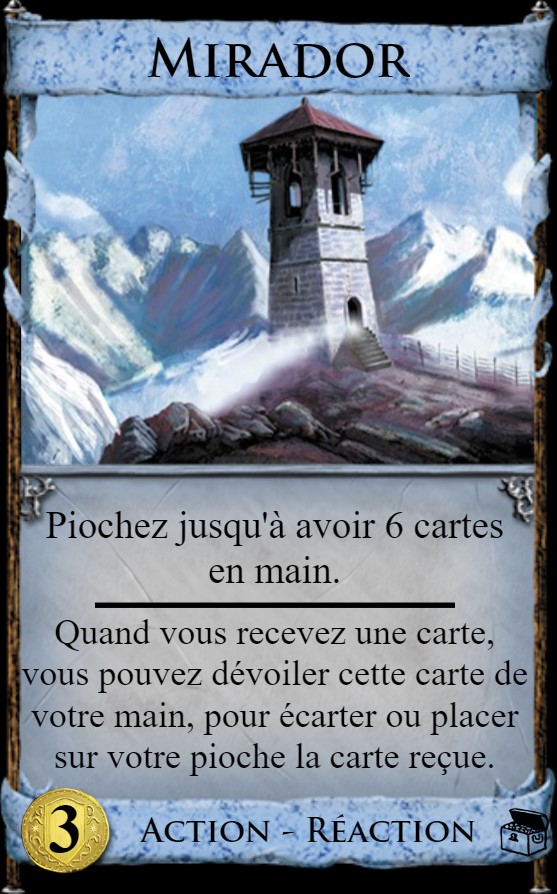 MIRADOR
Piochez jusqu'à avoir 6 cartes
en main.
Quand vous recevez une carte,
vous pouvez dévoiler cette carte de
votre main, pour écarter ou placer
sur votre pioche la carte reçue.
3 ACTION - RÉACTION